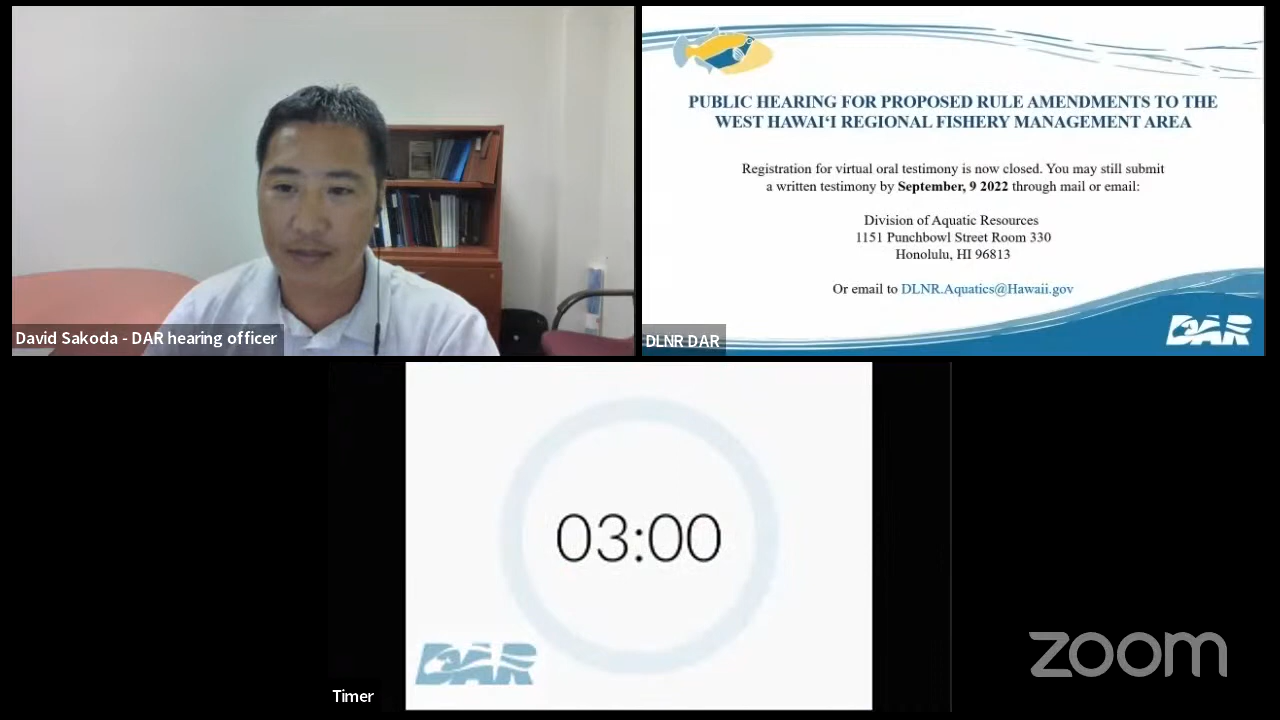 PUBLIC HEARING FOR PROPOSED RULE AMENDMENTS TO THE
WEST HAWAI‘I REGIONAL FISHERY MANAGEMENT AREA
Registration for virtual oral testimony is now closed. You may still submit
a written testimony by September, 9 2022 through mail or email:
Division of Aquatic Resources
1151 Punchbowl Street Room 330
Honolulu, HI 96813
Or email to DLNR.Aquatics@Hawaii.gov
DAR
David Sakoda - DAR hearing officer
DLNR DAR
03:00
DAR
Timer
zoom